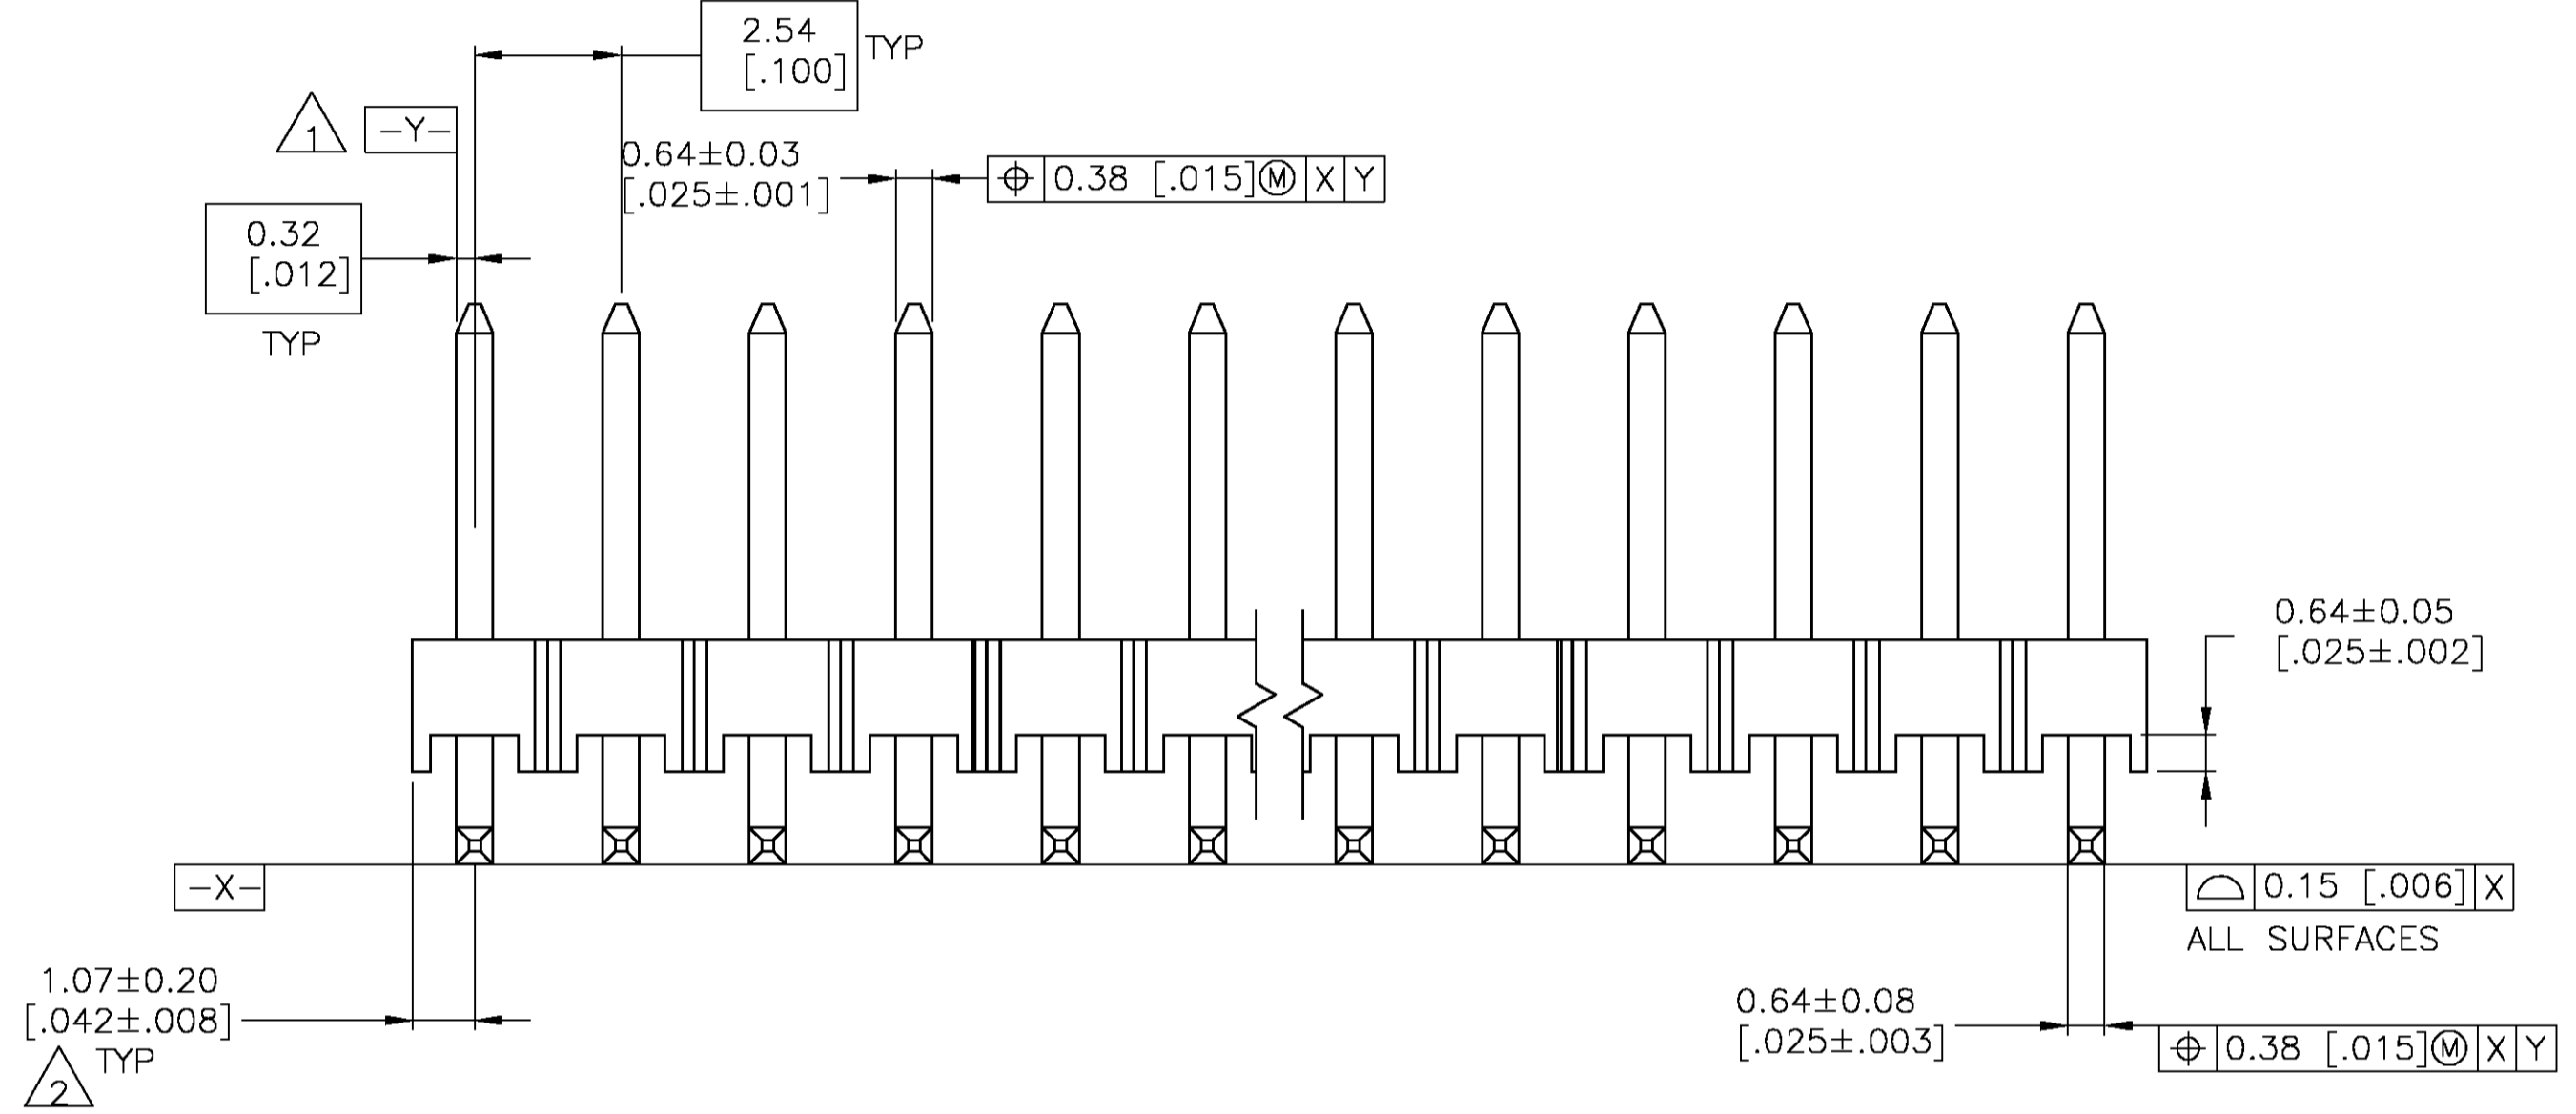 2.54
[.100]
TYP
1
-Y-
0.64±0.03
[.025±.001]
⌖ 0.38 [.015]Ⓜ X Y
0.32
[.012]
TYP
0.64±0.05
[.025±.002]
-X-
⌓ 0.15 [.006] X
ALL SURFACES
1.07±0.20
[.042±.008]
TYP
2
0.64±0.08
[.025±.003]
⌖ 0.38 [.015]Ⓜ X Y